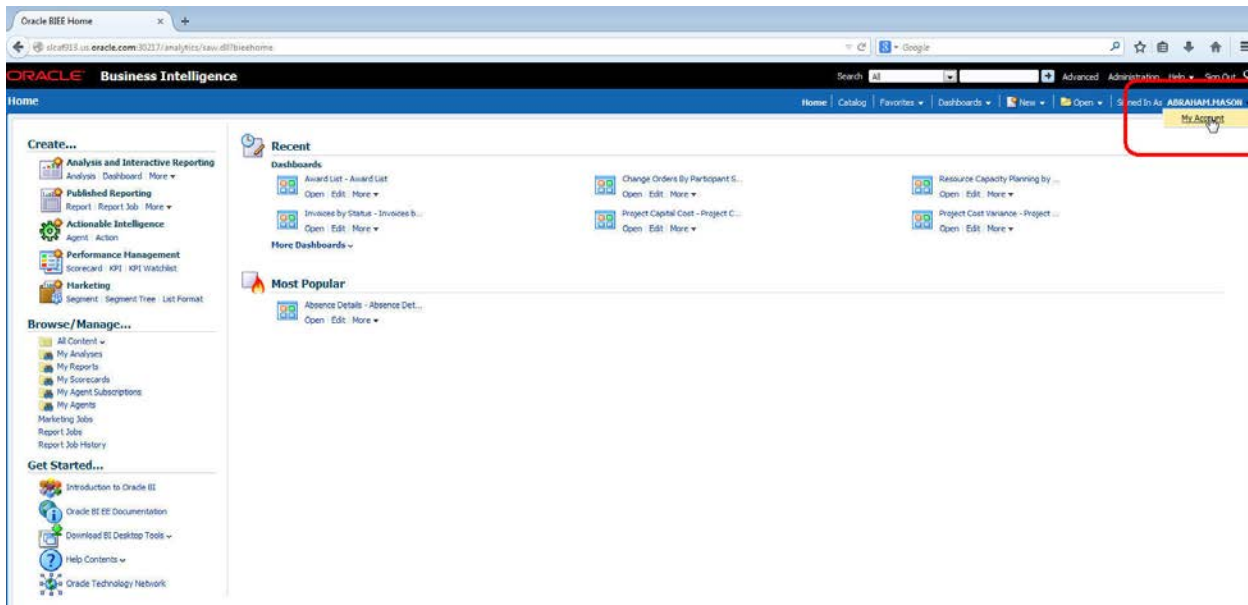 Oracle BIEE Home
slcaf913.us.oracle.com:30217/analytics/saw.dll?bieehome
Google
ORACLE Business Intelligence
Search All Advanced Administration Help Sign Out
Home
Home Catalog Favorites Dashboards New Open Signed In As ABRAHAM.MASON
My Account
Create...
Analysis and Interactive Reporting
Analysis Dashboard More
Published Reporting
Report Report Job More
Actionable Intelligence
Agent Action
Performance Management
Scorecard KPI KPI Watchlist
Marketing
Segment Segment Tree List Format
Browse/Manage...
All Content
My Analyses
My Reports
My Scorecards
My Agent Subscriptions
My Agents
Marketing Jobs
Report Jobs
Report Job History
Get Started...
Introduction to Oracle BI
Oracle BI EE Documentation
Download BI Desktop Tools
Help Contents
Oracle Technology Network
Recent
Dashboards
Award List - Award List
Open Edit More
Change Orders By Participant S...
Open Edit More
Resource Capacity Planning by ...
Open Edit More
Invoices by Status - Invoices b...
Open Edit More
Project Capital Cost - Project C...
Open Edit More
Project Cost Variance - Project ...
Open Edit More
More Dashboards
Most Popular
Absence Details - Absence Det...
Open Edit More